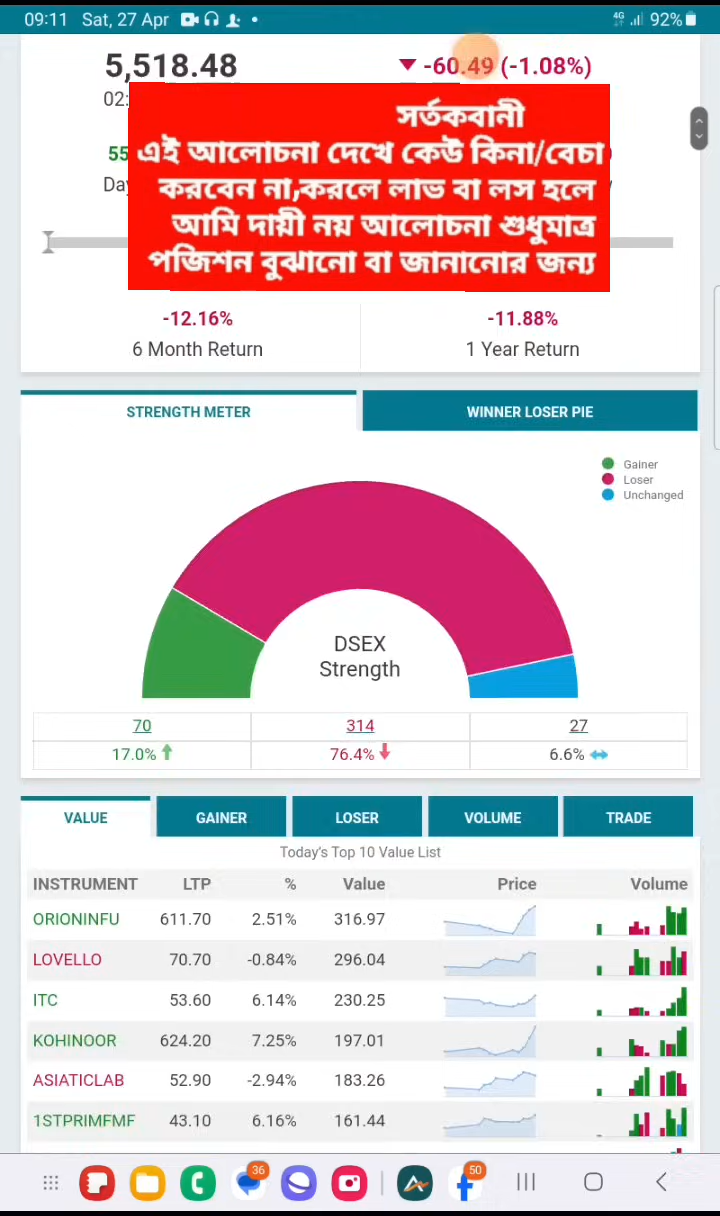 09:11 Sat, 27 Apr
4G 92%
5,518.48
-60.49 (-1.08%)
02:
সর্তকবানী
55
এই আলোচনা দেখে কেউ কিনা/বেচা
Day
করবেন না,করলে লাভ বা লস হলে
আমি দায়ী নয় আলোচনা শুধুমাত্র
পজিশন বুঝানো বা জানানোর জন্য
-12.16% -11.88%
6 Month Return 1 Year Return
STRENGTH METER WINNER LOSER PIE
Gainer
Loser
Unchanged
DSEX
Strength
70 314 27
17.0% 76.4% 6.6%
VALUE GAINER LOSER VOLUME TRADE
Today's Top 10 Value List
INSTRUMENT LTP % Value Price Volume
ORIONINFU 611.70 2.51% 316.97
LOVELLO 70.70 -0.84% 296.04
ITC 53.60 6.14% 230.25
KOHINOOR 624.20 7.25% 197.01
ASIATICLAB 52.90 -2.94% 183.26
1STPRIMFMF 43.10 6.16% 161.44
36 50